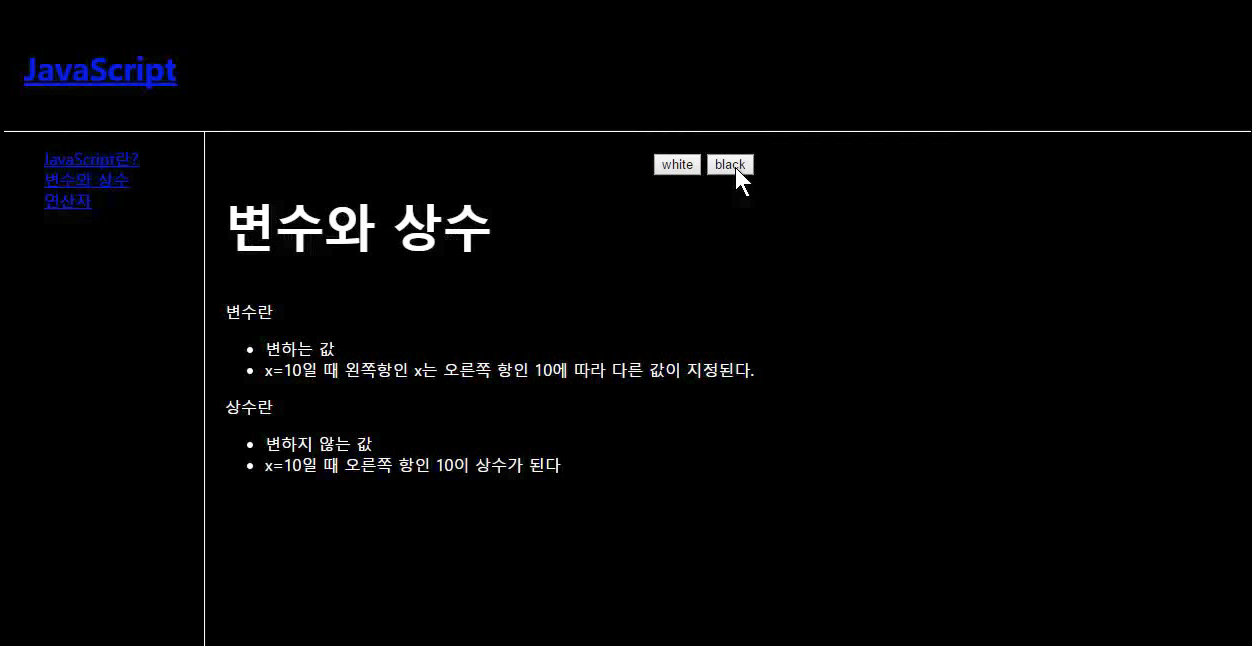 JavaScript
JavaScript란?
변수와 상수
연산자
white black
변수와 상수
변수란
변하는 값
x=10일 때 왼쪽항인 x는 오른쪽 항인 10에 따라 다른 값이 지정된다.
상수란
변하지 않는 값
x=10일 때 오른쪽 항인 10이 상수가 된다